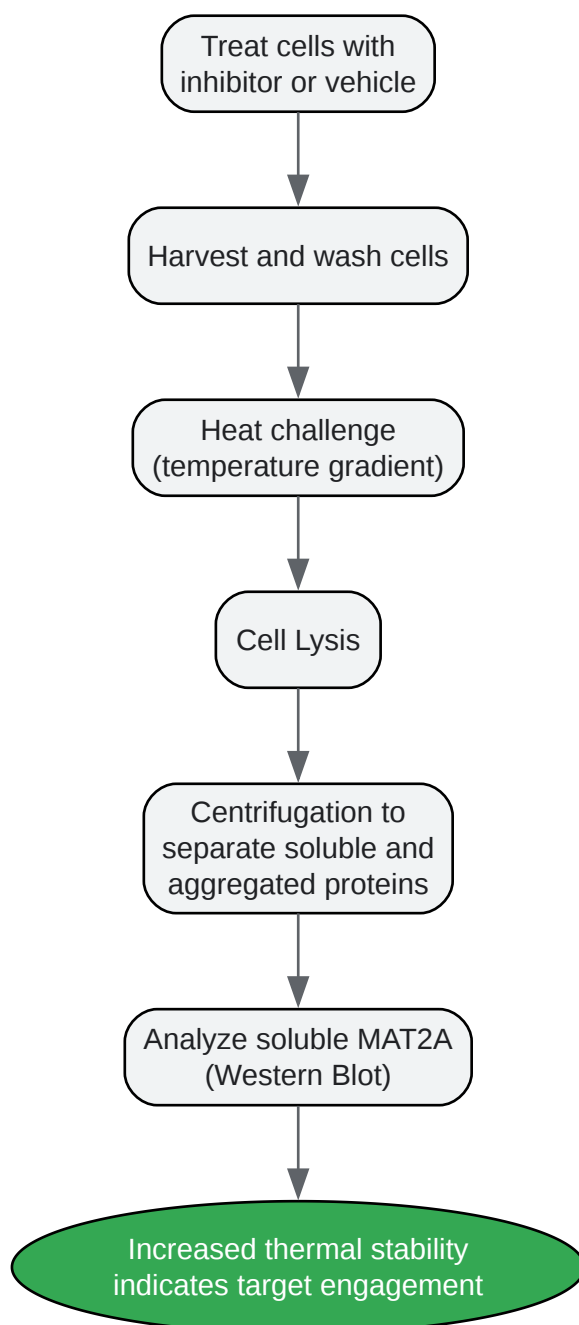 Treat cells with
inhibitor or vehicle
Harvest and wash cells
Heat challenge
(temperature gradient)
Cell Lysis
Centrifugation to
separate soluble and
aggregated proteins
Analyze soluble MAT2A
(Western Blot)
Increased thermal stability
indicates target engagement